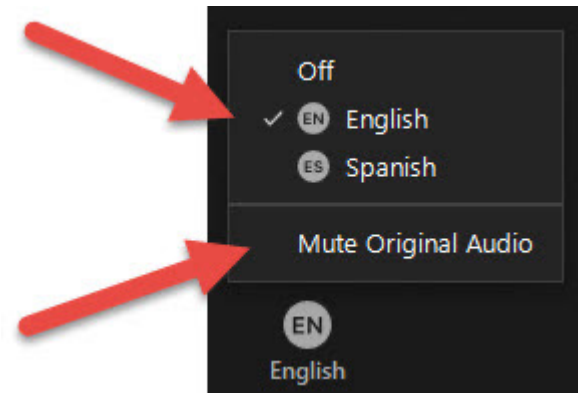 Off
EN English
ES Spanish
Mute Original Audio
EN
English